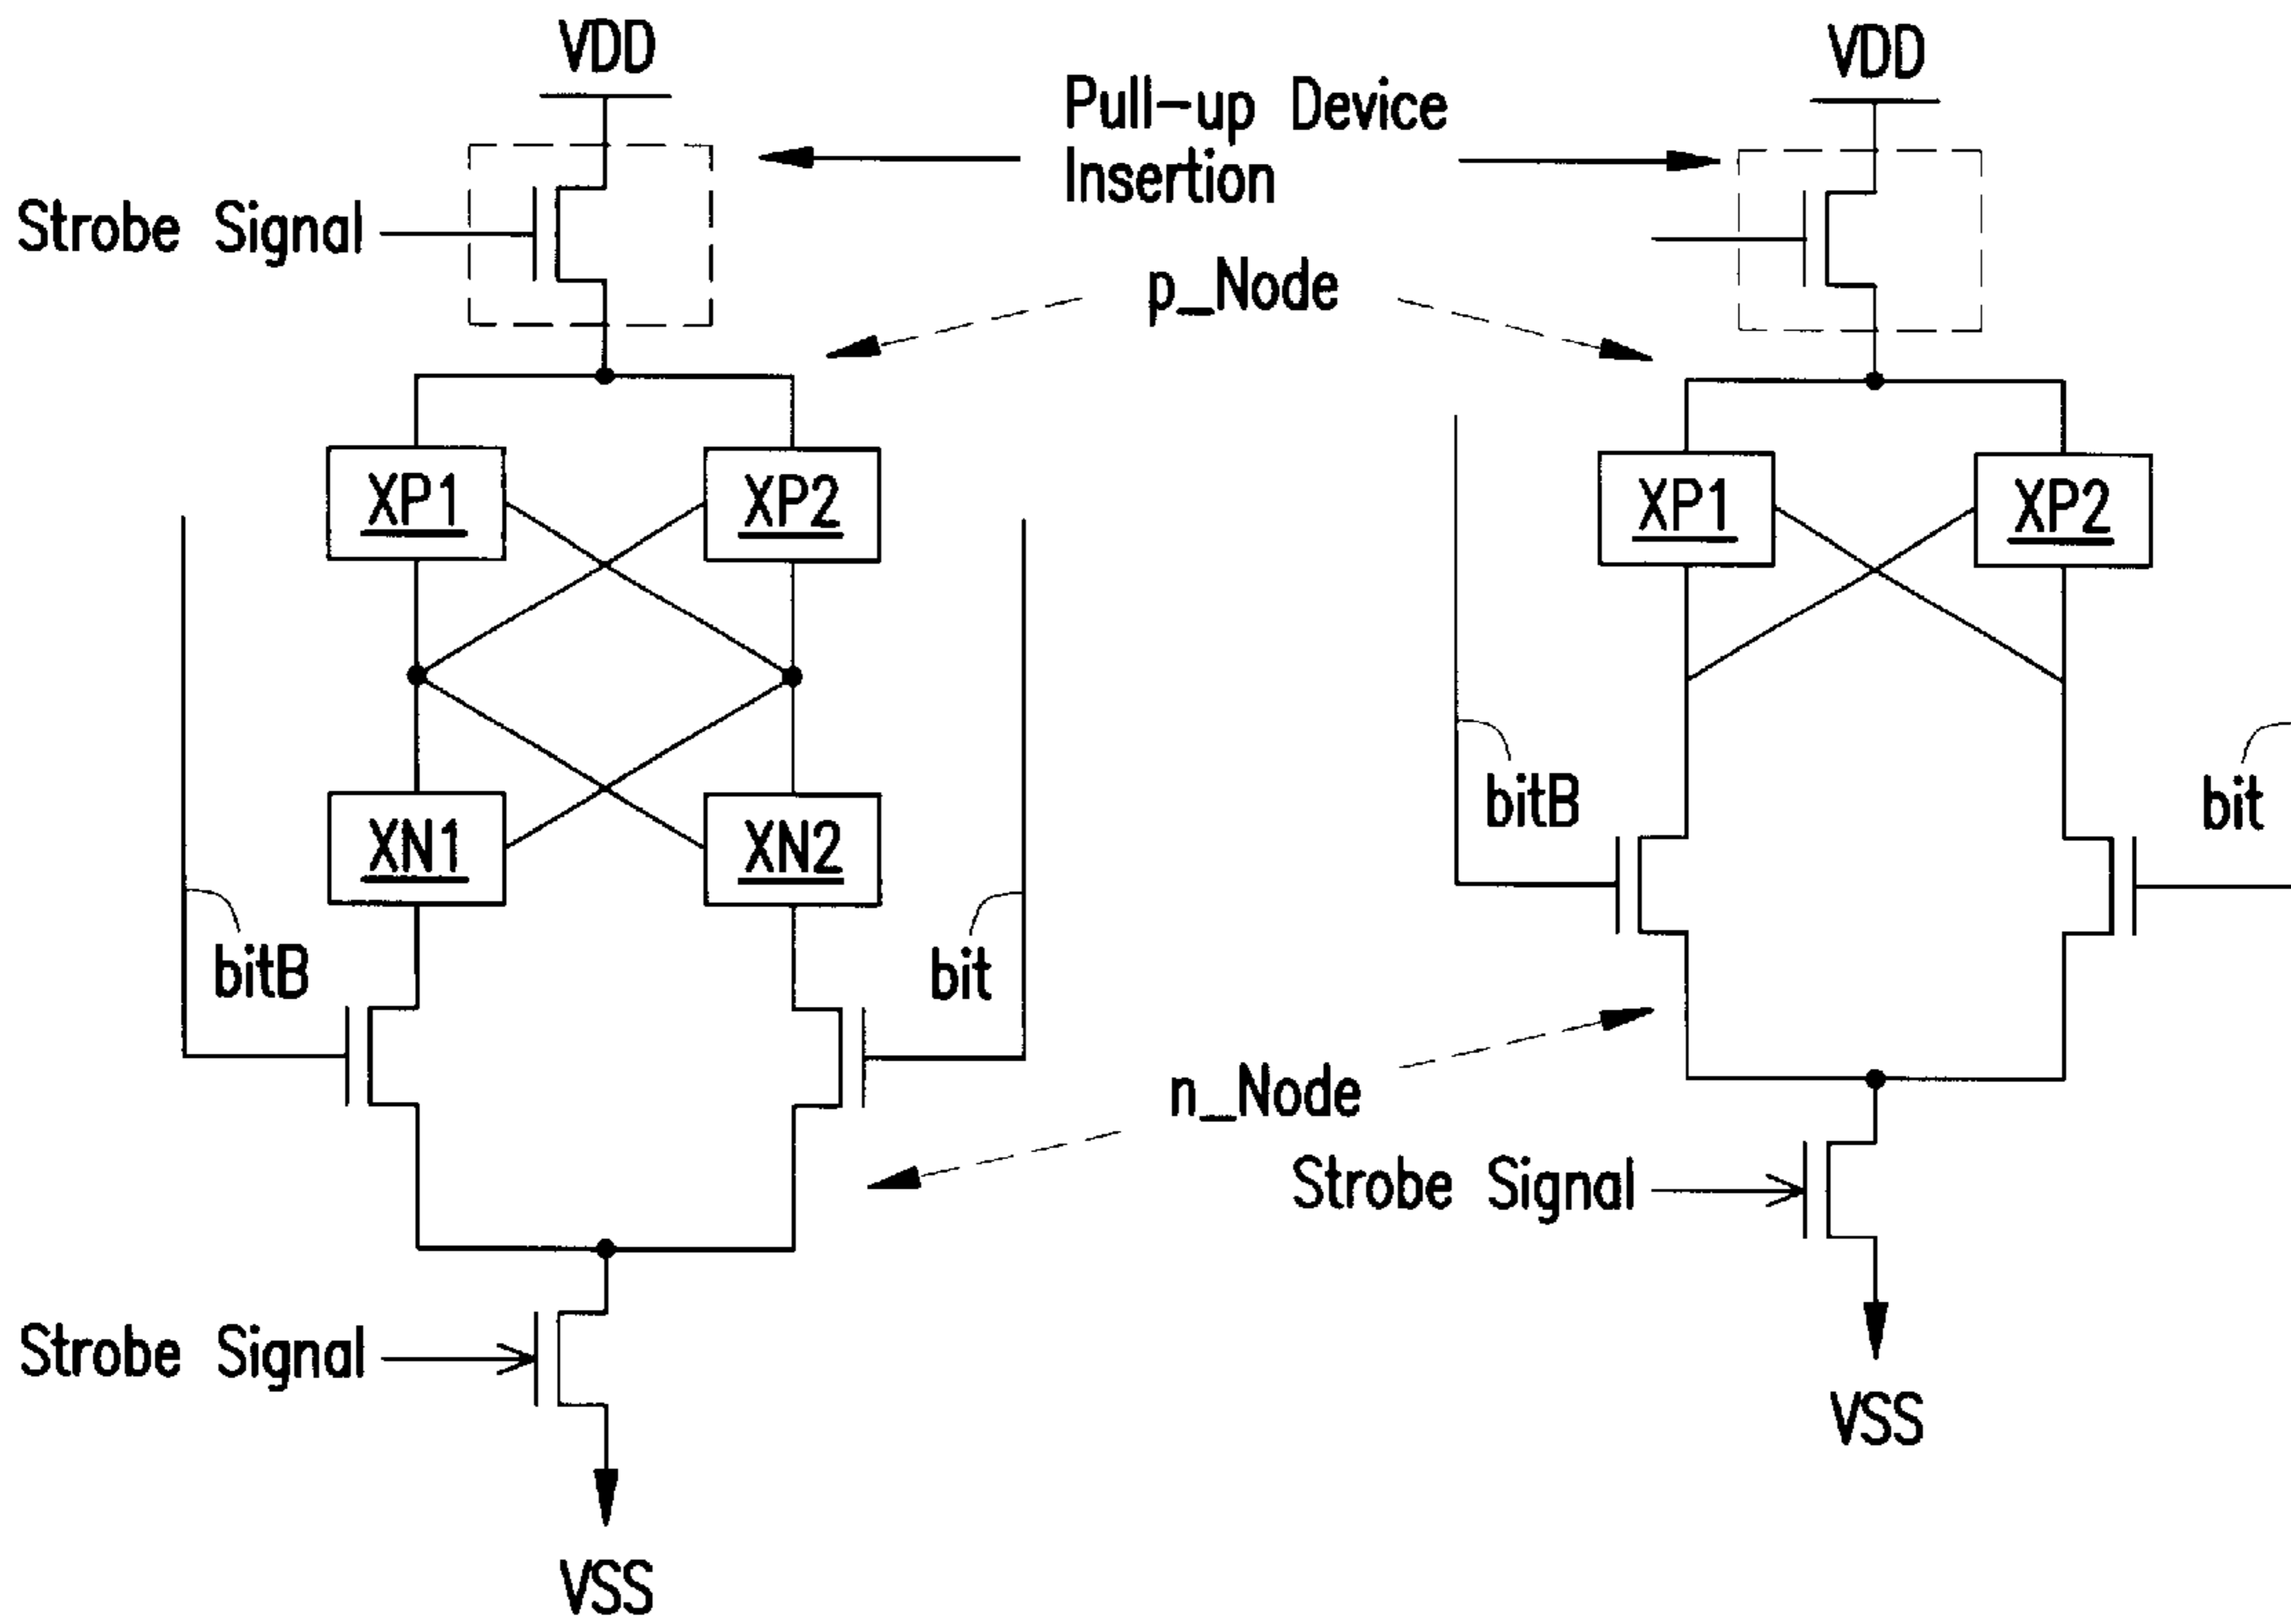 VDD
VDD
Pull-up Device
Insertion
Strobe Signal
p_Node
XP1
XP2
XP1
XP2
bitB
bit
XN1
XN2
bitB
bit
n_Node
Strobe Signal
Strobe Signal
VSS
VSS